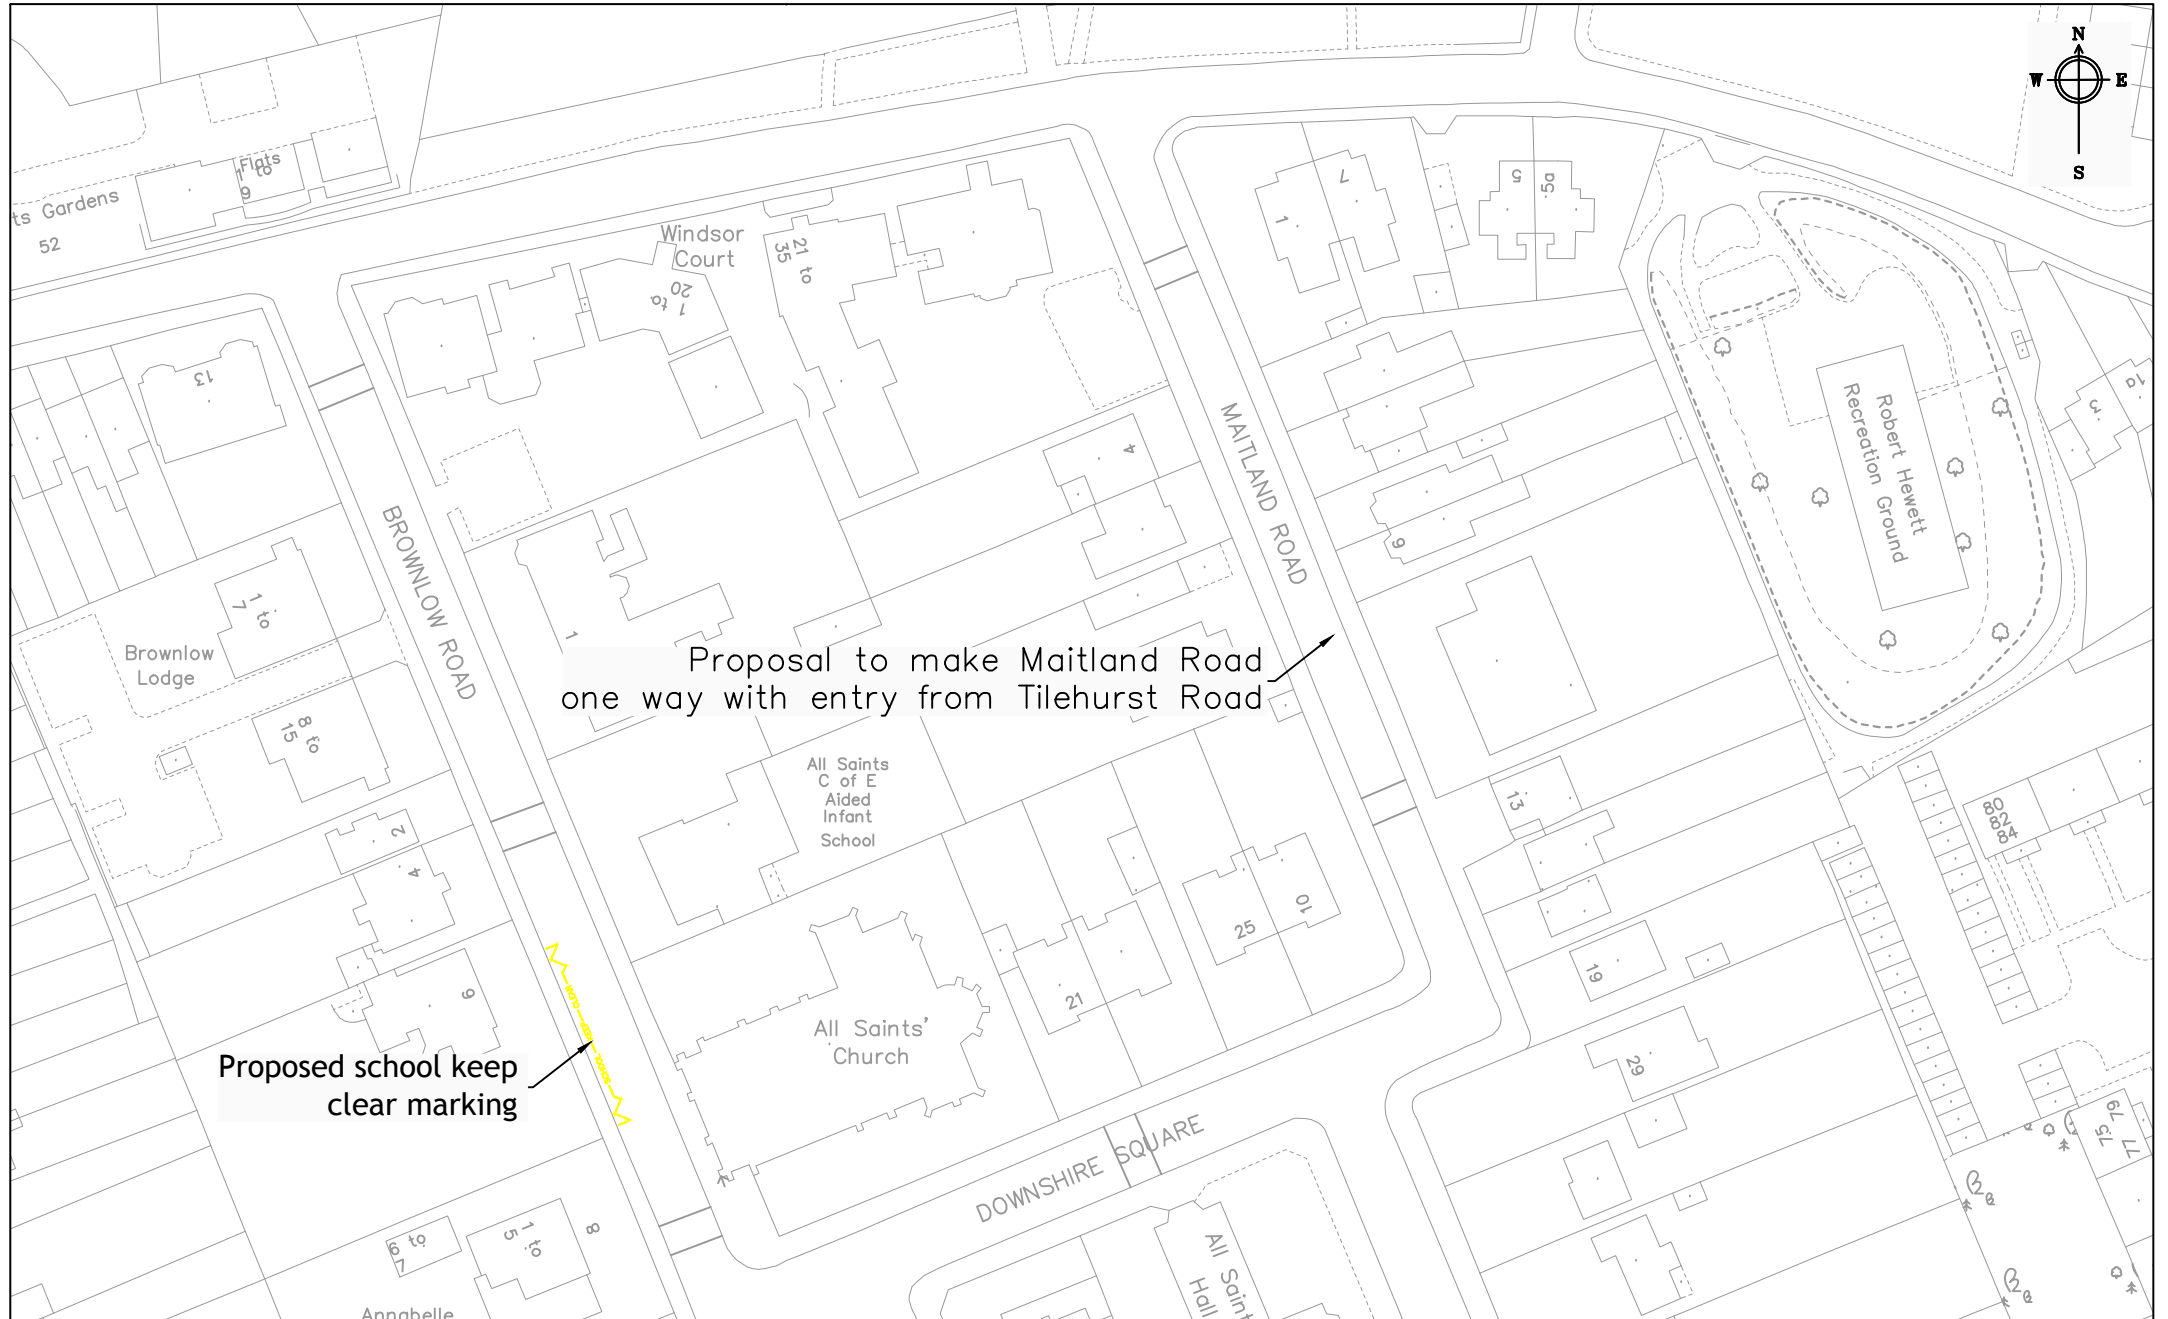 N
W E
S
Flats
1 to
9
ts Gardens
52
Windsor
Court
1 to
20
21 to
35
7
1
5
5a
13
4
MAITLAND ROAD
Robert Hewett
Recreation Ground
1a
3
BROWNLOW ROAD
9
1 to
7
Brownlow
Lodge
1
Proposal to make Maitland Road
one way with entry from Tilehurst Road
8 to
15
All Saints
C of E
Aided
Infant
School
2
4
13
80
82
84
10
25
19
21
6
All Saints'
Church
Proposed school keep
clear marking
29
DOWNSHIRE SQUARE
79
77
75
6 to
7
1 to
5
8
All Saint
Hall
Annabelle